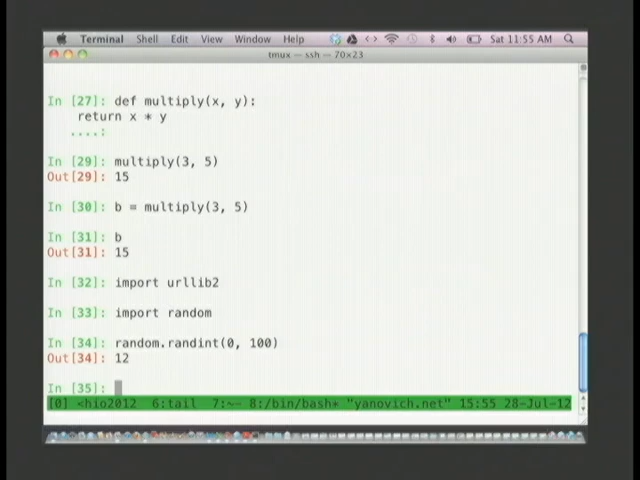 Terminal Shell Edit View Window Help Sat 11:55 AM
tmux — ssh — 70×23
In [27]: def multiply(x, y):
return x * y
....:
In [29]: multiply(3, 5)
Out[29]: 15
In [30]: b = multiply(3, 5)
In [31]: b
Out[31]: 15
In [32]: import urllib2
In [33]: import random
In [34]: random.randint(0, 100)
Out[34]: 12
In [35]:
[0] <hio2012 6:tail 7:~- 8:/bin/bash* "yanovich.net" 15:55 28-Jul-12